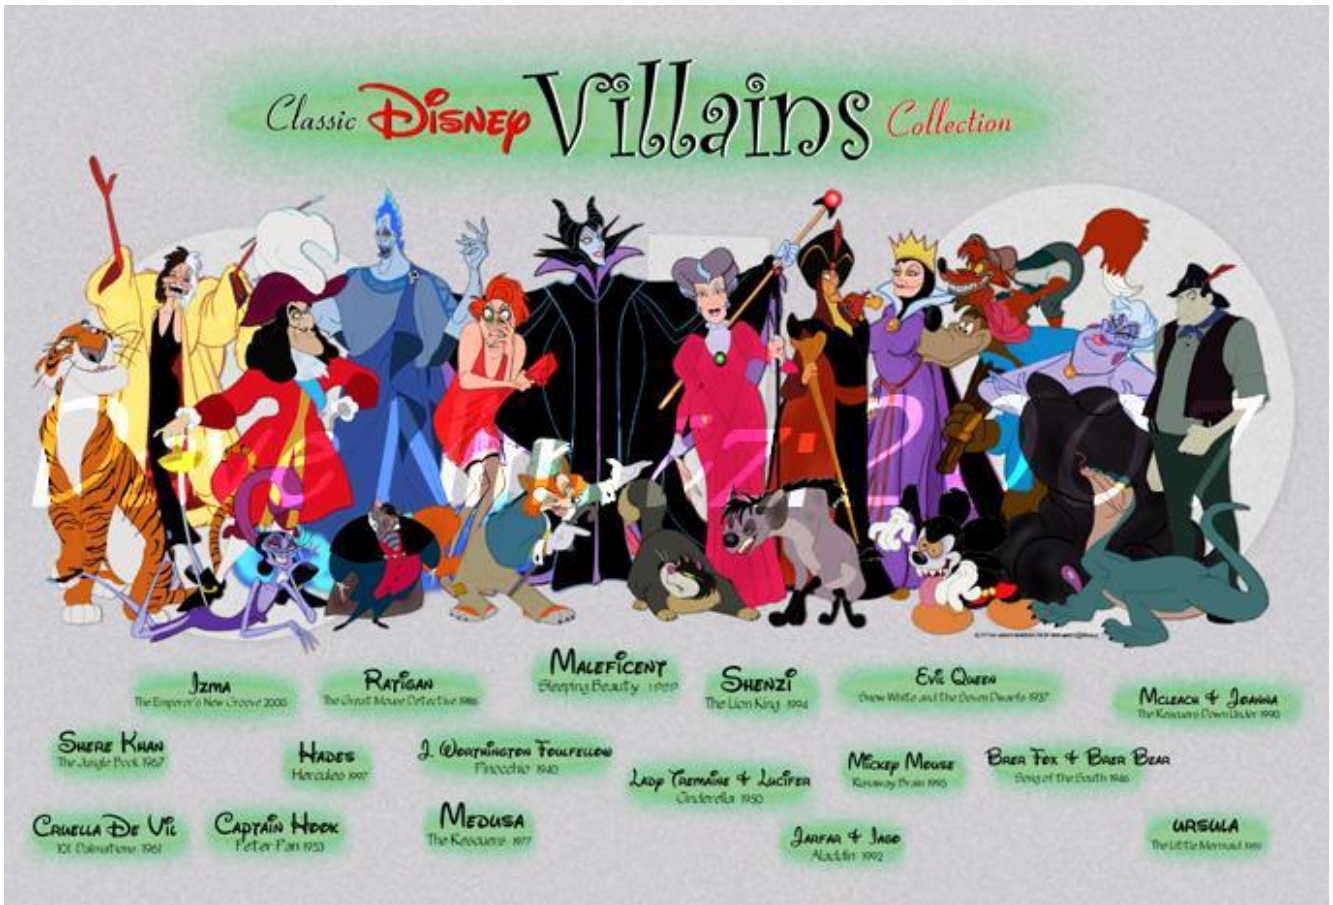 Classic Disney Villains Collection
Izma
The Emperor's New Groove 2000
Ratigan
The Great Mouse Detective 1986
Maleficent
Sleeping Beauty 1959
Shenzi
The Lion King 1994
Evil Queen
Snow White and the Seven Dwarfs 1937
McLeach & Joanna
The Rescuers Down Under 1990
Shere Khan
The Jungle Book 1967
Hades
Hercules 1997
J. Worthington Foulfellow
Pinocchio 1940
Lady Tremaine & Lucifer
Cinderella 1950
Mickey Mouse
Runaway Brain 1995
Brer Fox & Brer Bear
Song of the South 1946
Cruella De Vil
101 Dalmatians 1961
Captain Hook
Peter Pan 1953
Medusa
The Rescuers 1977
Jarfar & Iago
Aladdin 1992
Ursula
The Little Mermaid 1989